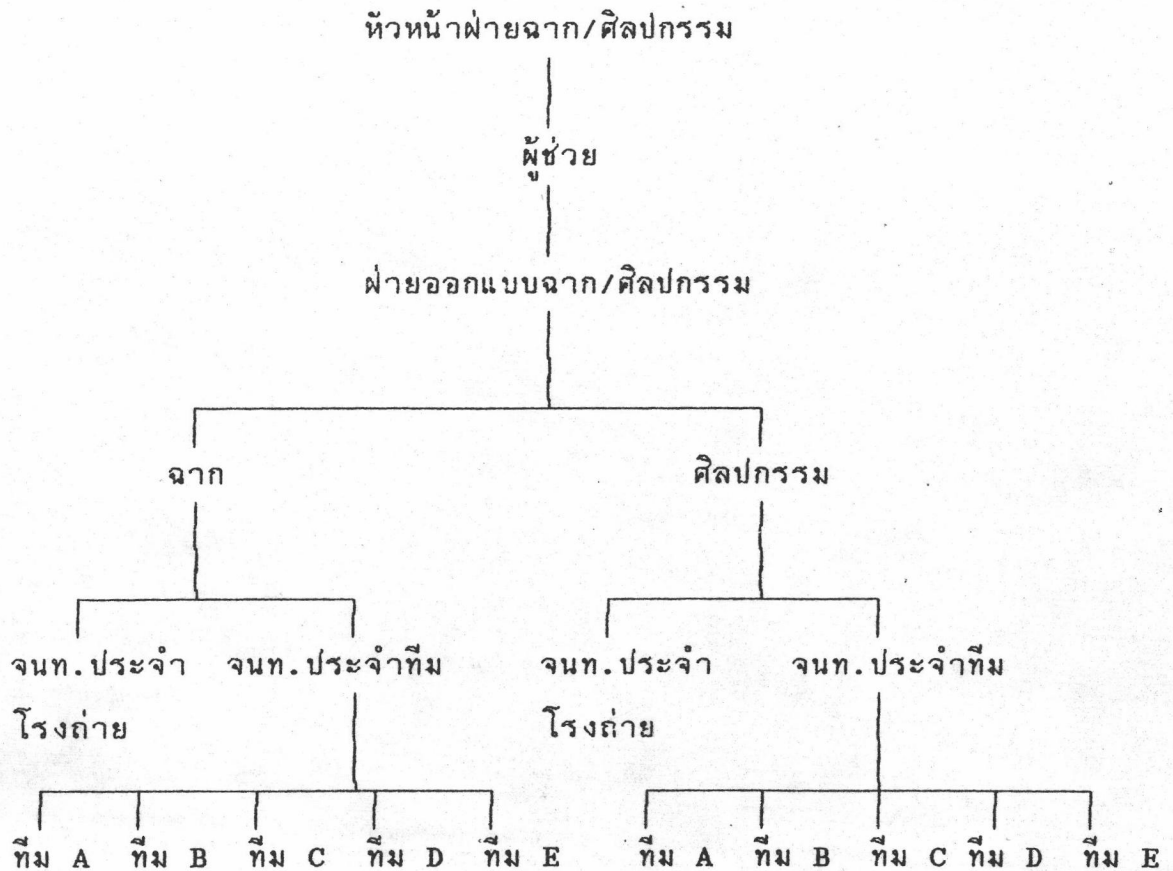 หัวหน้าฝ่ายฉาก/ศิลปกรรม
ผู้ช่วย
ฝ่ายออกแบบฉาก/ศิลปกรรม
ฉาก ศิลปกรรม
จนท.ประจำ จนท.ประจำทีม จนท.ประจำ จนท.ประจำทีม
โรงถ่าย โรงถ่าย
ทีม A ทีม B ทีม C ทีม D ทีม E ทีม A ทีม B ทีม C ทีม D ทีม E